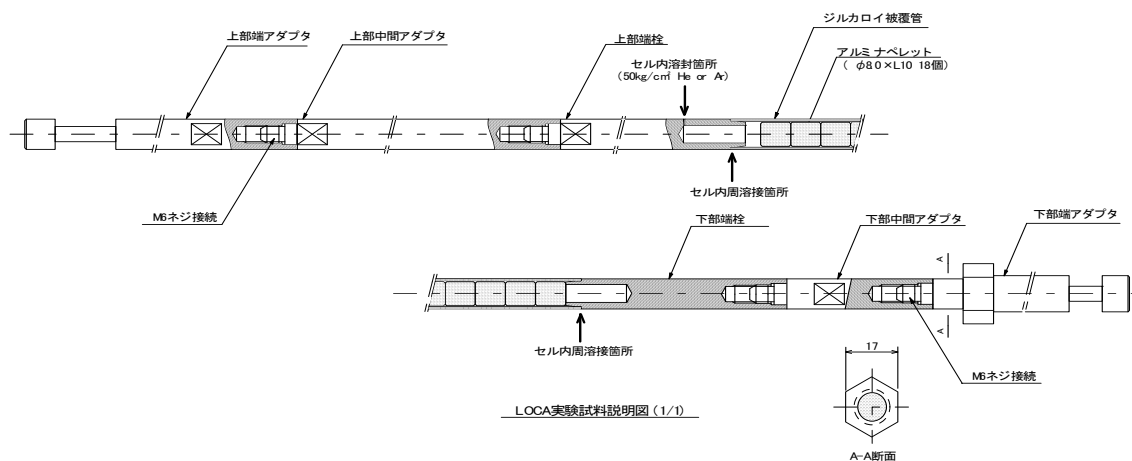 上部端アダプタ
上部中間アダプタ
上部端栓
セル内溶封箇所
(50kg/c㎡ He or Ar)
ジルカロイ被覆管
アルミナペレット
( φ8.0×L10 18個)
M6ネジ接続
セル内周溶接箇所
下部端栓
下部中間アダプタ
下部端アダプタ
A
A
セル内周溶接箇所
17
M6ネジ接続
LOCA実験試料説明図(1/1)
A-A断面